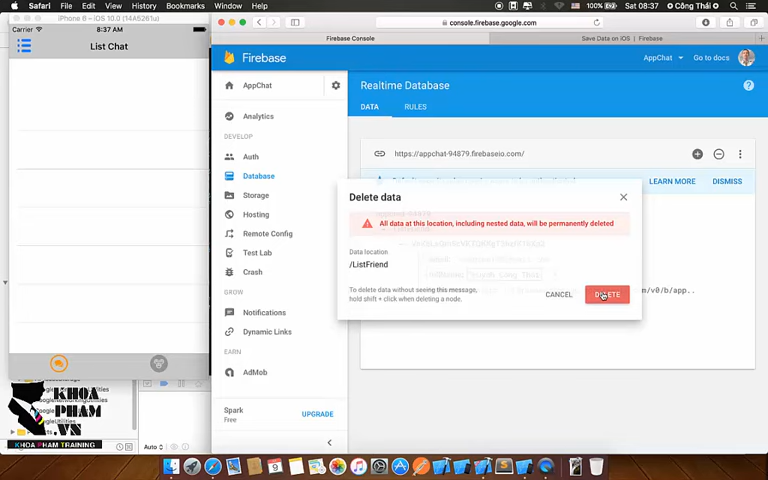 Safari File Edit View History Bookmarks Window Help
100% Công Thái Sat 08:37
iPhone 6 - iOS 10.0 (14A5261u)
Carrier 8:37 AM
List Chat
console.firebase.google.com
Firebase Console
Save Data on iOS | Firebase
Firebase
AppChat
Go to docs
AppChat
Analytics
DEVELOP
Auth
Database
Storage
Hosting
Remote Config
Test Lab
Crash
GROW
Notifications
Dynamic Links
EARN
AdMob
Spark
Free
UPGRADE
Realtime Database
DATA RULES
https://appchat-94879.firebaseio.com/
LEARN MORE DISMISS
Delete data
All data at this location, including nested data, will be permanently deleted
Data location
/ListFriend
To delete data without seeing this message,
hold shift + click when deleting a node.
CANCEL DELETE
m/v0/b/app..
KHOA
PHAM
.VN
KHOA PHAM TRAINING
Auto